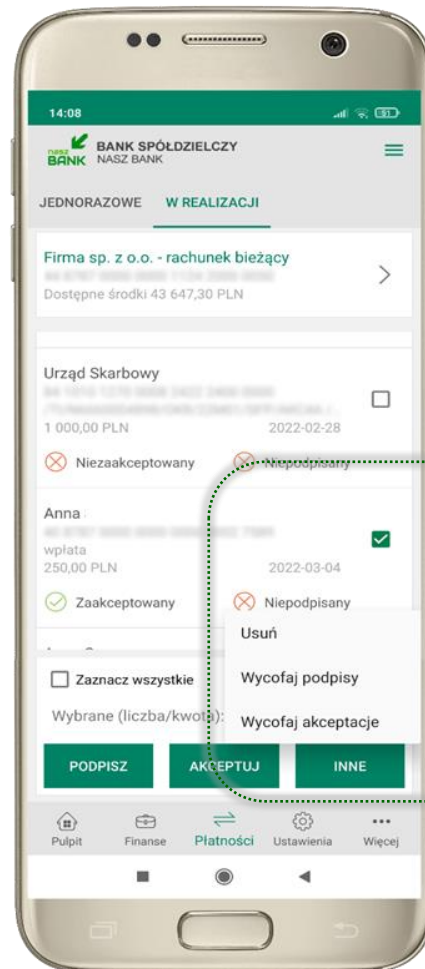 14:08
91
nasz BANK
BANK SPÓŁDZIELCZY
NASZ BANK
JEDNORAZOWE W REALIZACJI
Firma sp. z o.o. - rachunek bieżący
Dostępne środki 43 647,30 PLN
Urząd Skarbowy
1 000,00 PLN 2022-02-28
Niezaakceptowany Niepodpisany
Anna
wpłata
250,00 PLN 2022-03-04
Zaakceptowany Niepodpisany
Usuń
Zaznacz wszystkie
Wycofaj podpisy
Wybrane (liczba/kwota):
Wycofaj akceptacje
PODPISZ AKCEPTUJ INNE
Pulpit Finanse Płatności Ustawienia Więcej